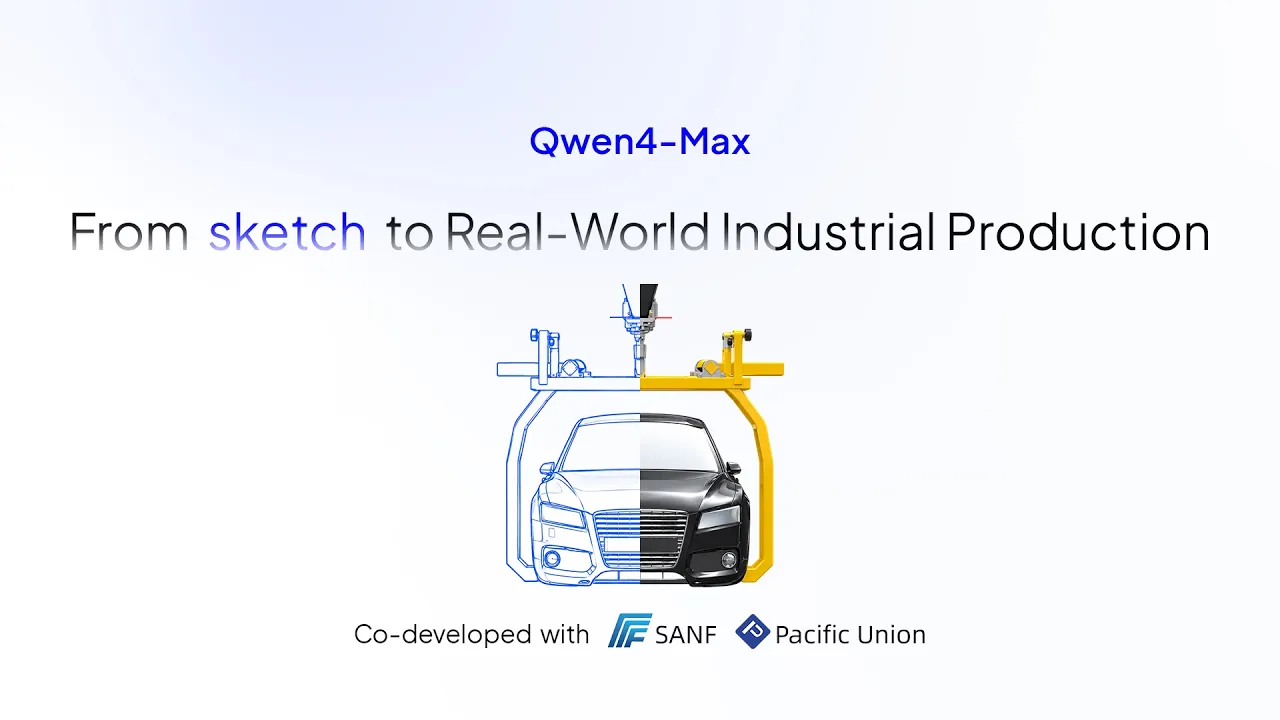 Qwen4-Max
From sketch to Real-World Industrial Production
Co-developed with SANF Pacific Union